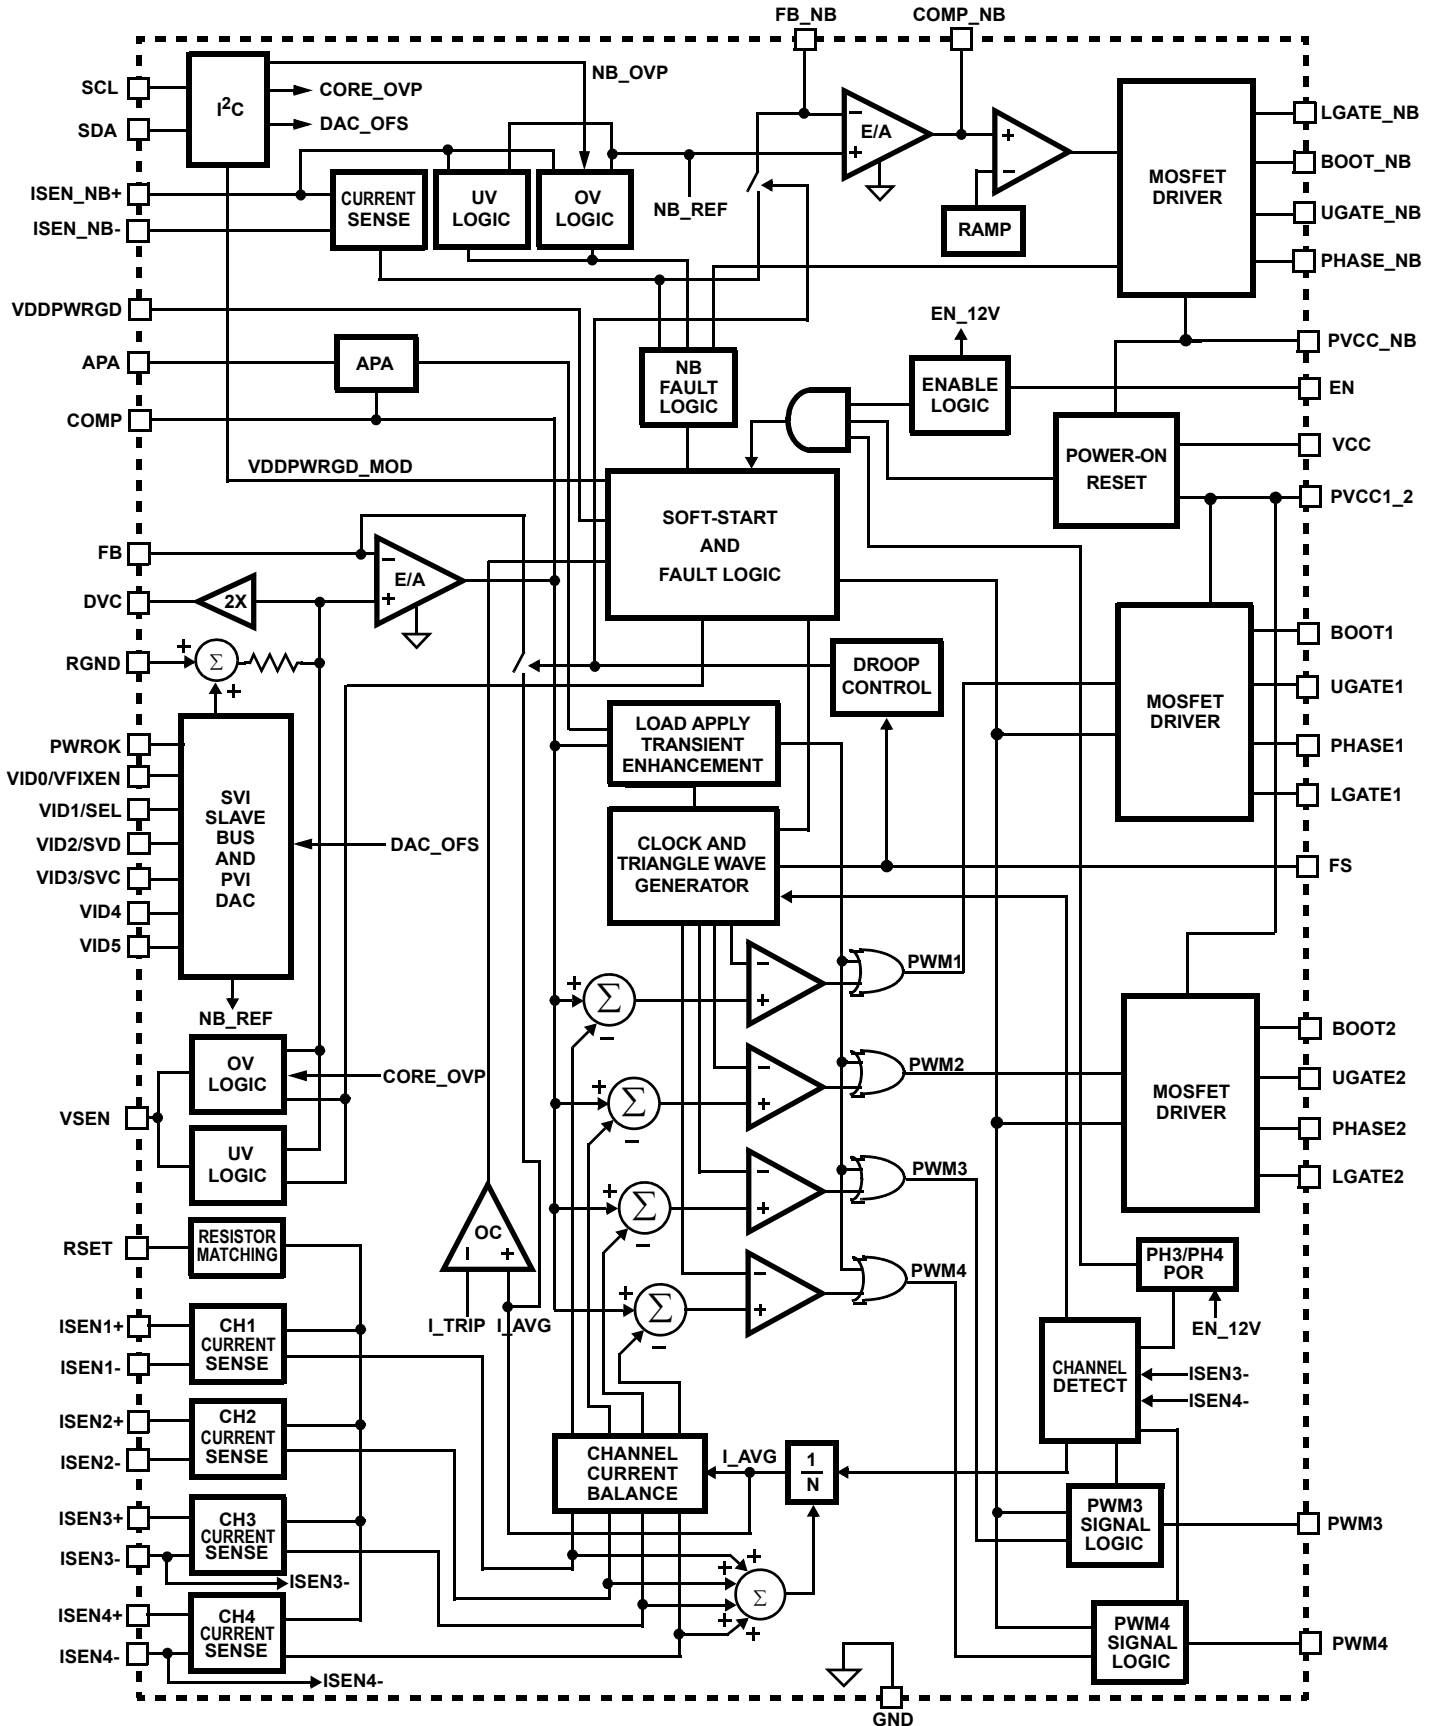 FB_NB
COMP_NB
SCL
SDA
I2C
CORE_OVP
DAC_OFS
NB_OVP
ISEN_NB+
ISEN_NB-
CURRENT
SENSE
UV
LOGIC
OV
LOGIC
NB_REF
−
E/A
+
+
−
RAMP
MOSFET
DRIVER
LGATE_NB
BOOT_NB
UGATE_NB
PHASE_NB
VDDPWRGD
APA
APA
COMP
NB
FAULT
LOGIC
EN_12V
ENABLE
LOGIC
PVCC_NB
EN
POWER-ON
RESET
VCC
PVCC1_2
VDDPWRGD_MOD
SOFT-START
AND
FAULT LOGIC
FB
DVC
2X
−
E/A
+
RGND
+
Σ
+
DROOP
CONTROL
MOSFET
DRIVER
BOOT1
UGATE1
PHASE1
LGATE1
LOAD APPLY
TRANSIENT
ENHANCEMENT
PWROK
VID0/VFIXEN
VID1/SEL
VID2/SVD
VID3/SVC
VID4
VID5
SVI
SLAVE
BUS
AND
PVI
DAC
DAC_OFS
NB_REF
CLOCK AND
TRIANGLE WAVE
GENERATOR
FS
+
Σ
−
−
+
PWM1
+
Σ
−
−
+
PWM2
MOSFET
DRIVER
BOOT2
UGATE2
PHASE2
LGATE2
OV
LOGIC
CORE_OVP
VSEN
UV
LOGIC
+
Σ
−
−
+
PWM3
RSET
RESISTOR
MATCHING
OC
−
+
I_TRIP
I_AVG
+
Σ
−
−
+
PWM4
PH3/PH4
POR
EN_12V
CHANNEL
DETECT
ISEN3-
ISEN4-
ISEN1+
ISEN1-
CH1
CURRENT
SENSE
ISEN2+
ISEN2-
CH2
CURRENT
SENSE
CHANNEL
CURRENT
BALANCE
I_AVG
1
N
ISEN3+
ISEN3-
CH3
CURRENT
SENSE
ISEN3-
PWM3
SIGNAL
LOGIC
PWM3
+
+
+
+
Σ
ISEN4+
ISEN4-
CH4
CURRENT
SENSE
ISEN4-
PWM4
SIGNAL
LOGIC
PWM4
GND